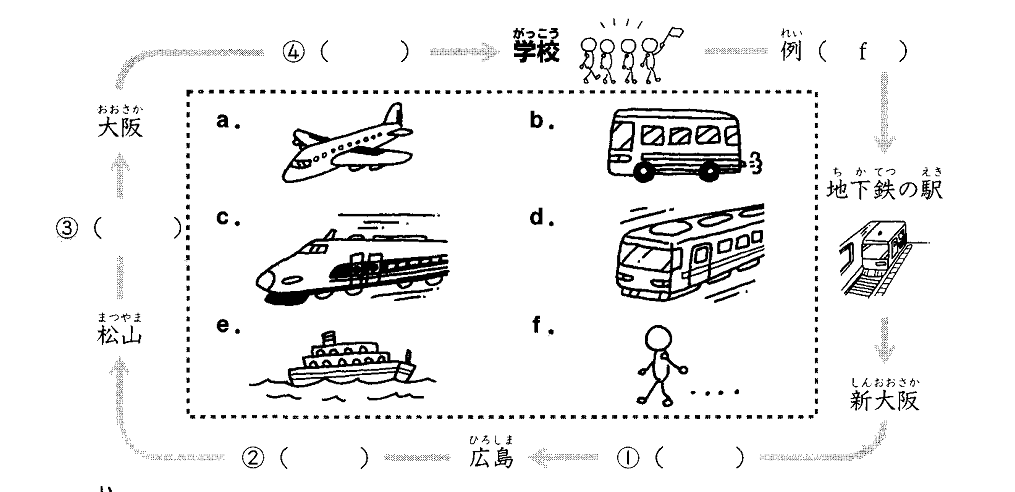 ④ (　　) 学校 例 ( f )
がっこう
れい
大阪
おおさか
a. b.
地下鉄の駅
ちかてつ えき
③ (　　)
c. d.
松山
まつやま
e. f.
新大阪
しんおおさか
② (　　) 広島 ① (　　)
ひろしま